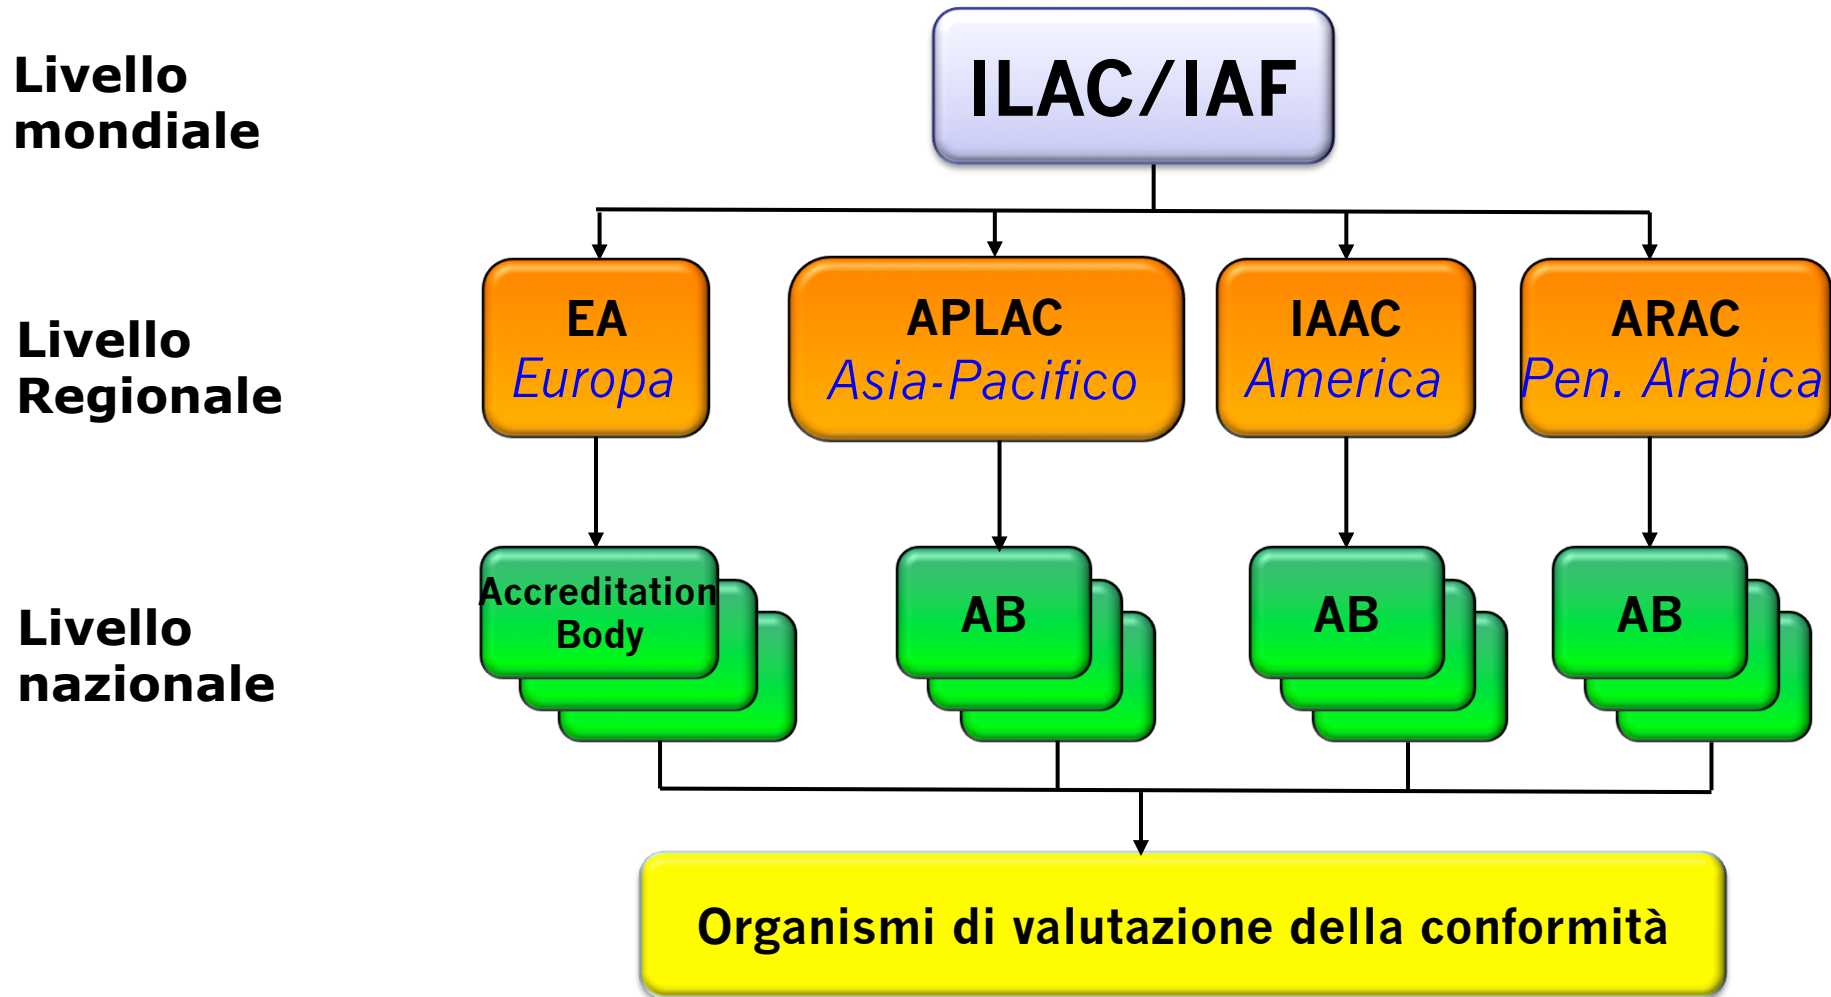 Livello
mondiale
ILAC/IAF
Livello
Regionale
EA
Europa
APLAC
Asia-Pacifico
IAAC
America
ARAC
Pen. Arabica
Livello
nazionale
Accreditation
Body
AB
AB
AB
Organismi di valutazione della conformità